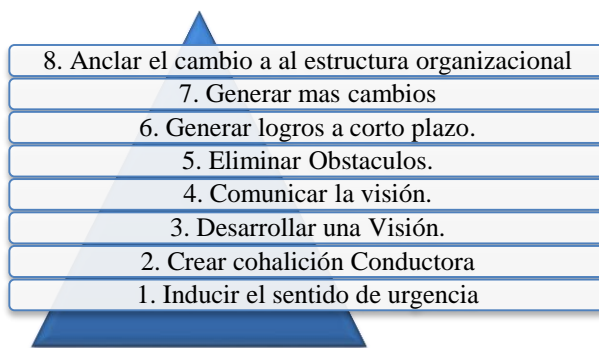 8. Anclar el cambio a al estructura organizacional
7. Generar mas cambios
6. Generar logros a corto plazo.
5. Eliminar Obstaculos.
4. Comunicar la visión.
3. Desarrollar una Visión.
2. Crear cohalición Conductora
1. Inducir el sentido de urgencia